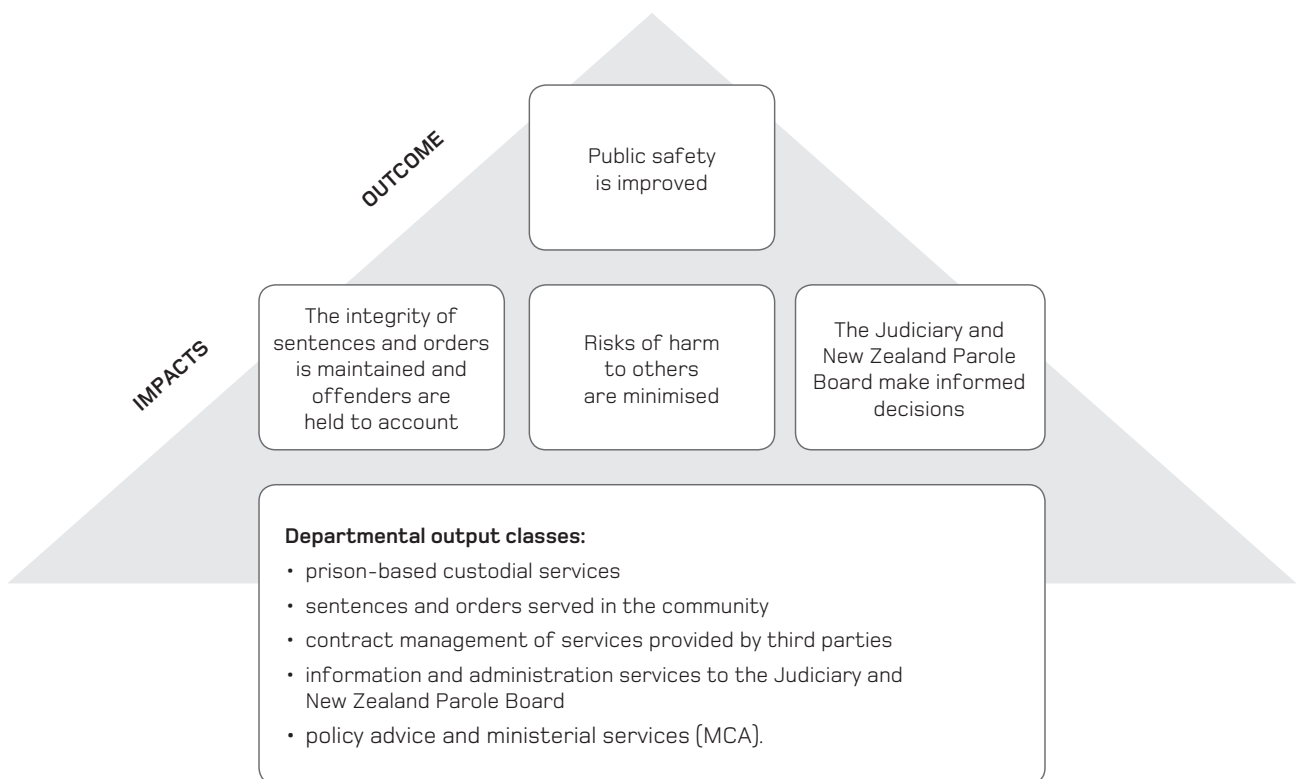 OUTCOME
Public safety
is improved
IMPACTS
The integrity of
sentences and orders
is maintained and
offenders are
held to account
Risks of harm
to others
are minimised
The Judiciary and
New Zealand Parole
Board make informed
decisions
Departmental output classes:
• prison-based custodial services
• sentences and orders served in the community
• contract management of services provided by third parties
• information and administration services to the Judiciary and
New Zealand Parole Board
• policy advice and ministerial services (MCA).